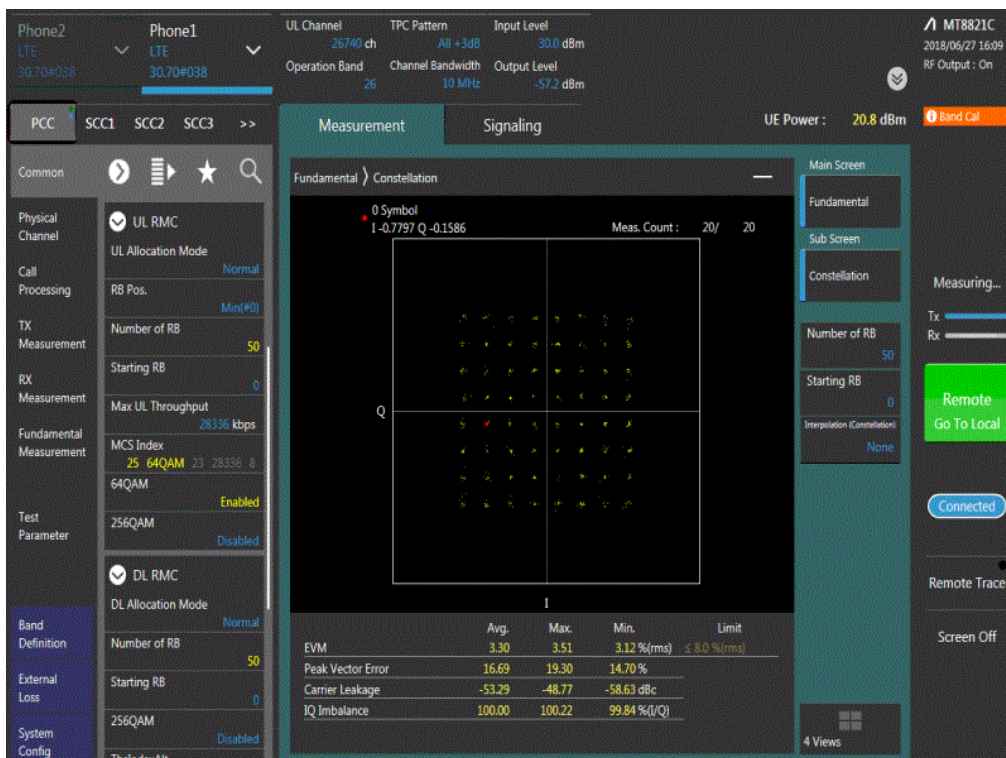 Phone2
LTE
30.70#038
Phone1
LTE
30.70#038
UL Channel
26740 ch
TPC Pattern
All +3dB
Input Level
30.0 dBm
Operation Band
26
Channel Bandwidth
10 MHz
Output Level
-57.2 dBm
MT8821C
2018/06/27 16:09
RF Output : On
PCC
SCC1
SCC2
SCC3
>>
Measurement
Signaling
UE Power : 20.8 dBm
Band Cal
Common
Physical
Channel
Call
Processing
TX
Measurement
RX
Measurement
Fundamental
Measurement
Test
Parameter
Band
Definition
External
Loss
System
Config
UL RMC
UL Allocation Mode
Normal
RB Pos.
Min(#0)
Number of RB
50
Starting RB
0
Max UL Throughput
28336 kbps
MCS Index
25 64QAM 23 28336 8
64QAM
Enabled
256QAM
Disabled
DL RMC
DL Allocation Mode
Normal
Number of RB
50
Starting RB
0
256QAM
Disabled
Fundamental > Constellation
0 Symbol
I -0.7797 Q -0.1586
Meas. Count : 20/ 20
Q
I
Avg. Max. Min. Limit
EVM 3.30 3.51 3.12 %(rms) ≤ 8.0 %(rms)
Peak Vector Error 16.69 19.30 14.70 %
Carrier Leakage -53.29 -48.77 -58.63 dBc
IQ Imbalance 100.00 100.22 99.84 %(I/Q)
Main Screen
Fundamental
Sub Screen
Constellation
Number of RB
50
Starting RB
0
Interpolation (Constellation)
None
4 Views
Measuring...
Tx
Rx
Remote
Go To Local
Connected
Remote Trace
Screen Off